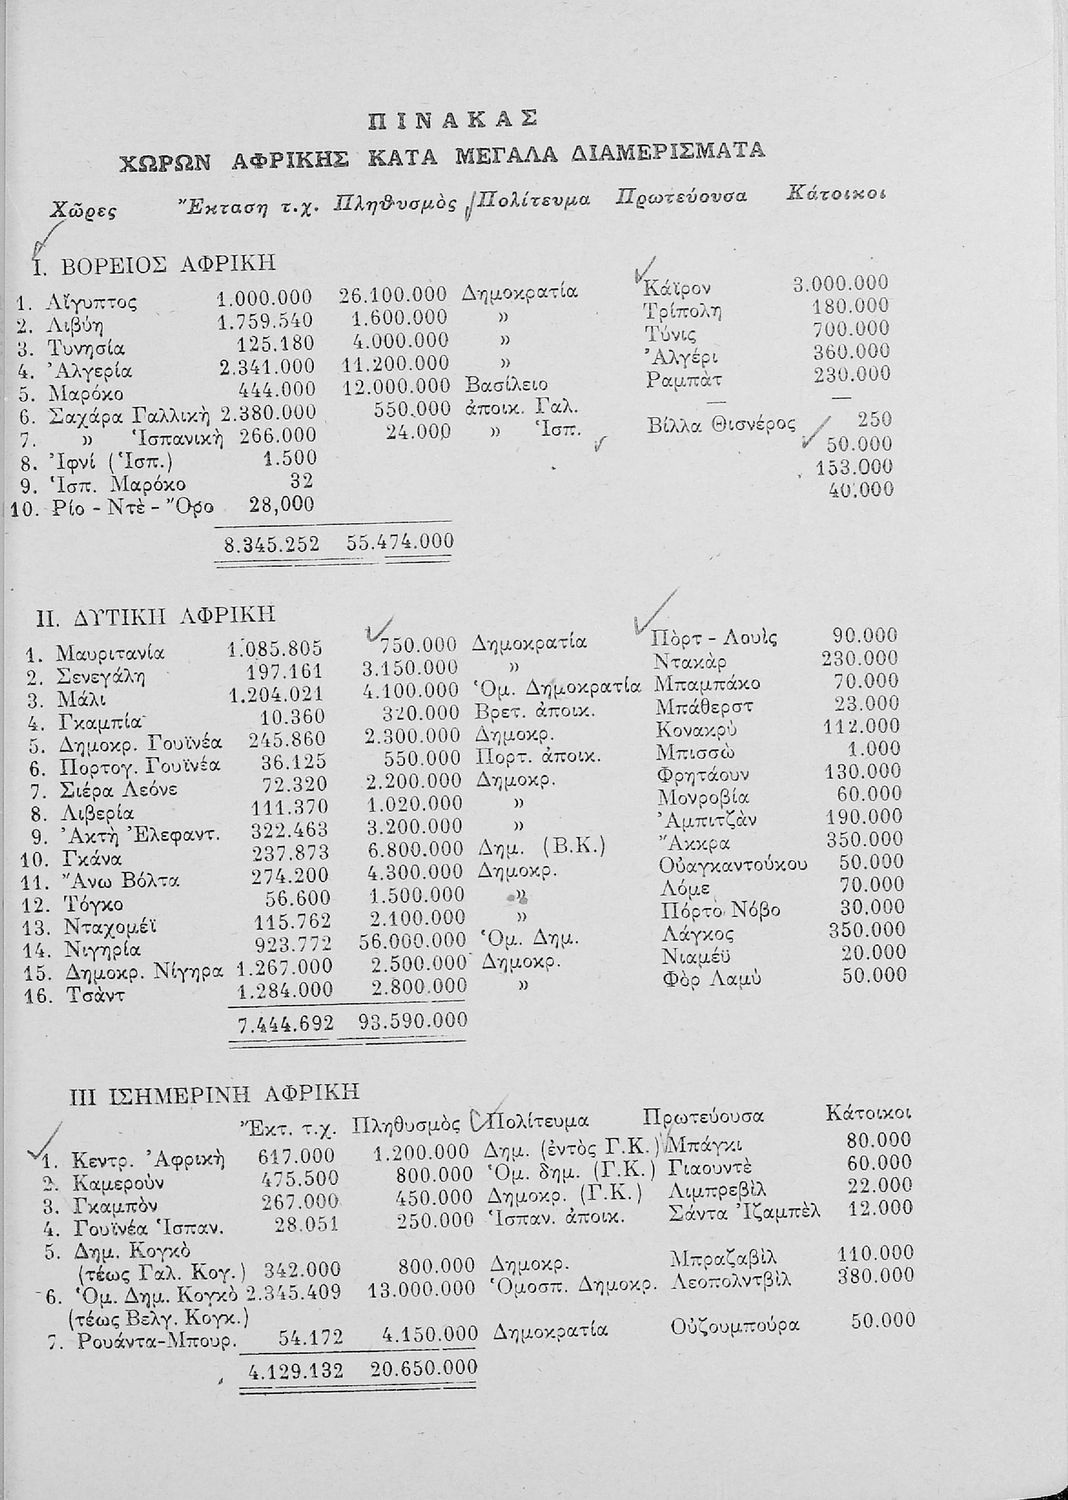 ΠΙΝΑΚΑΣ
ΧΩΡΩΝ ΑΦΡΙΚΗΣ ΚΑΤΑ ΜΕΓΑΛΑ ΔΙΑΜΕΡΙΣΜΑΤΑ
Χῶρες Ἔκταση τ.χ. Πληθυσμὸς Πολίτευμα Πρωτεύουσα Κάτοικοι
Ι. ΒΟΡΕΙΟΣ ΑΦΡΙΚΗ
1. Αἴγυπτος 1.000.000 26.100.000 Δημοκρατία Κάϊρον 3.000.000
2. Λιβύη 1.759.540 1.600.000 » Τρίπολη 180.000
3. Τυνησία 125.180 4.000.000 » Τύνις 700.000
4. Ἀλγερία 2.341.000 11.200.000 » Ἀλγέρι 360.000
5. Μαρόκο 444.000 12.000.000 Βασίλειο Ραμπὰτ 230.000
6. Σαχάρα Γαλλικὴ 2.380.000 550.000 ἀποικ. Γαλ. — —
7. » Ἱσπανικὴ 266.000 24.000 » Ἱσπ. Βίλλα Θισνέρος 250
8. Ἰφνί (Ἱσπ.) 1.500 50.000
9. Ἱσπ. Μαρόκο 32 153.000
10. Ρίο - Ντὲ - Ὄρο 28,000 40.000
8.345.252 55.474.000
ΙΙ. ΔΥΤΙΚΗ ΑΦΡΙΚΗ
1. Μαυριτανία 1.085.805 750.000 Δημοκρατία Πὸρτ - Λουὶς 90.000
2. Σενεγάλη 197.161 3.150.000 » Ντακὰρ 230.000
3. Μάλι 1.204.021 4.100.000 Ὁμ. Δημοκρατία Μπαμπάκο 70.000
4. Γκαμπία 10.360 320.000 Βρετ. ἀποικ. Μπάθερστ 23.000
5. Δημοκρ. Γουϊνέα 245.860 2.300.000 Δημοκρ. Κονακρὺ 112.000
6. Πορτογ. Γουϊνέα 36.125 550.000 Πορτ. ἀποικ. Μπισσὼ 1.000
7. Σιέρα Λεόνε 72.320 2.200.000 Δημοκρ. Φρητάουν 130.000
8. Λιβερία 111.370 1.020.000 » Μονροβία 60.000
9. Ἀκτὴ Ἐλεφαντ. 322.463 3.200.000 » Ἀμπιτζὰν 190.000
10. Γκάνα 237.873 6.800.000 Δημ. (Β.Κ.) Ἄκκρα 350.000
11. Ἄνω Βόλτα 274.200 4.300.000 Δημοκρ. Οὐαγκαντούκου 50.000
12. Τόγκο 56.600 1.500.000 » Λόμε 70.000
13. Νταχομέϊ 115.762 2.100.000 » Πόρτο Νόβο 30.000
14. Νιγηρία 923.772 56.000.000 Ὁμ. Δημ. Λάγκος 350.000
15. Δημοκρ. Νίγηρα 1.267.000 2.500.000 Δημοκρ. Νιαμέϋ 20.000
16. Τσὰντ 1.284.000 2.800.000 » Φὸρ Λαμὺ 50.000
7.444.692 93.590.000
ΙΙΙ ΙΣΗΜΕΡΙΝΗ ΑΦΡΙΚΗ
Ἔκτ. τ.χ. Πληθυσμὸς Πολίτευμα Πρωτεύουσα Κάτοικοι
1. Κεντρ. Ἀφρικὴ 617.000 1.200.000 Δημ. (ἐντὸς Γ.Κ.) Μπάγκι 80.000
2. Καμεροὺν 475.500 800.000 Ὁμ. δημ. (Γ.Κ.) Γιαουντὲ 60.000
3. Γκαμπὸν 267.000 450.000 Δημοκρ. (Γ.Κ.) Λιμπρεβὶλ 22.000
4. Γουϊνέα Ἱσπαν. 28.051 250.000 Ἱσπαν. ἀποικ. Σάντα Ἰζαμπὲλ 12.000
5. Δημ. Κογκὸ
(τέως Γαλ. Κογ.) 342.000 800.000 Δημοκρ. Μπραζαβὶλ 110.000
6. Ὁμ. Δημ. Κογκὸ 2.345.409 13.000.000 Ὁμοσπ. Δημοκρ. Λεοπολντβὶλ 380.000
(τέως Βελγ. Κογκ.)
7. Ρουάντα-Μπουρ. 54.172 4.150.000 Δημοκρατία Οὐζουμπούρα 50.000
4.129.132 20.650.000